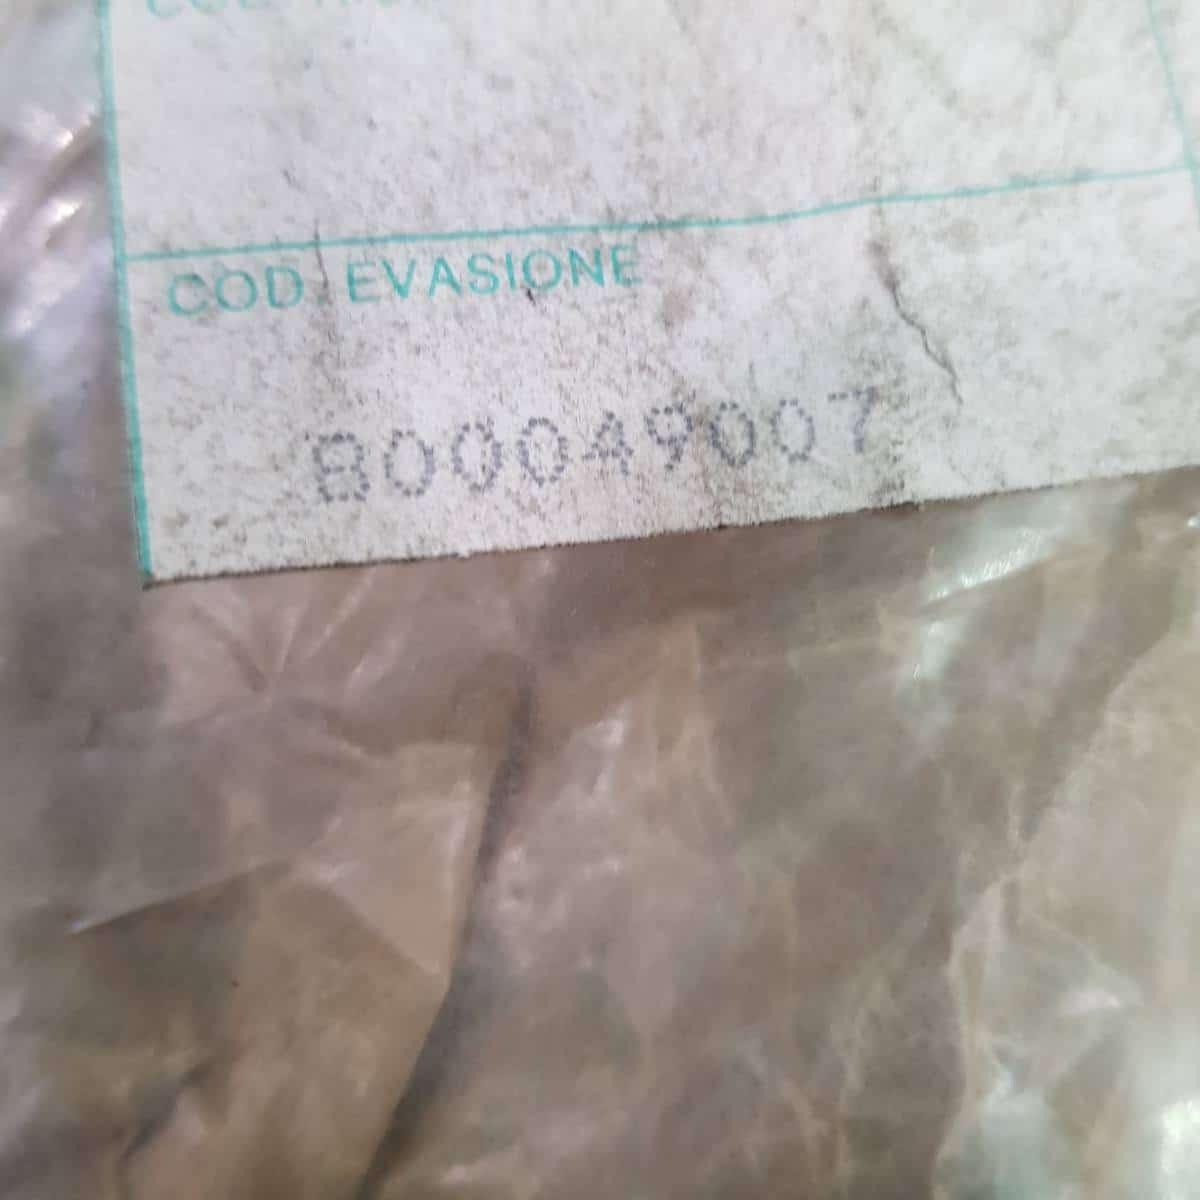 COD. EVASIONE
B00049007